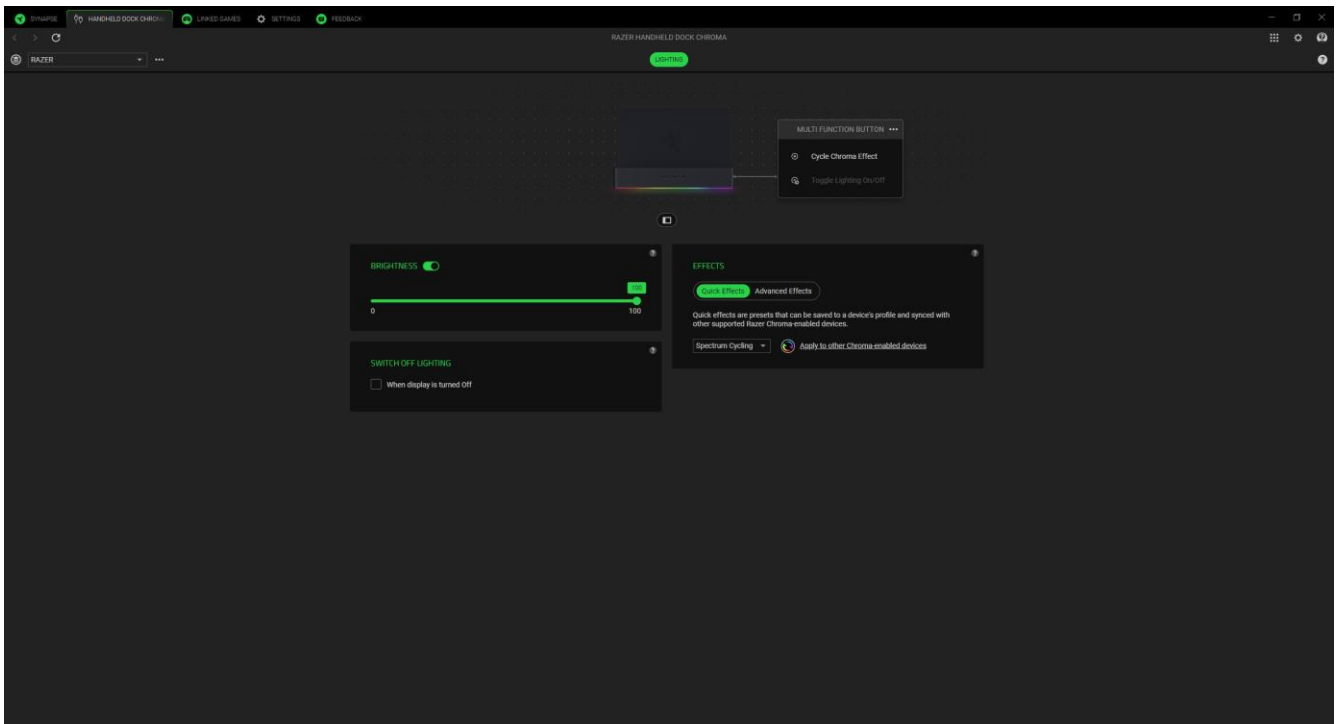 SYNAPSE
HANDHELD DOCK CHROM
LINKED GAMES
SETTINGS
FEEDBACK
RAZER HANDHELD DOCK CHROMA
RAZER
LIGHTING
MULTI FUNCTION BUTTON
Cycle Chroma Effect
Toggle Lighting On/Off
BRIGHTNESS
100
0
100
SWITCH OFF LIGHTING
When display is turned Off
EFFECTS
Quick Effects
Advanced Effects
Quick effects are presets that can be saved to a device's profile and synced with
other supported Razer Chroma-enabled devices.
Spectrum Cycling
Apply to other Chroma-enabled devices